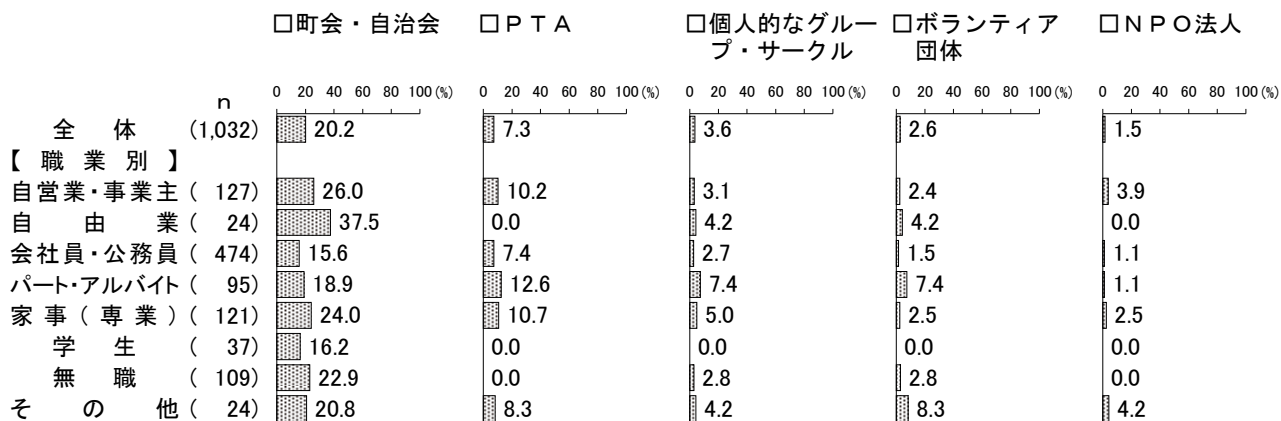 □町会・自治会 □ＰＴＡ □個人的なグルー □ボランティア □ＮＰＯ法人
プ・サークル 団体
0 20 40 60 80 100(%) 0 20 40 60 80 100(%) 0 20 40 60 80 100(%) 0 20 40 60 80 100(%) 0 20 40 60 80 100(%)
n
全体 (1,032) 20.2 7.3 3.6 2.6 1.5
【職業別】
自営業・事業主 ( 127) 26.0 10.2 3.1 2.4 3.9
自由業 ( 24) 37.5 0.0 4.2 4.2 0.0
会社員・公務員 ( 474) 15.6 7.4 2.7 1.5 1.1
パート・アルバイト ( 95) 18.9 12.6 7.4 7.4 1.1
家事(専業) ( 121) 24.0 10.7 5.0 2.5 2.5
学生 ( 37) 16.2 0.0 0.0 0.0 0.0
無職 ( 109) 22.9 0.0 2.8 2.8 0.0
その他 ( 24) 20.8 8.3 4.2 8.3 4.2